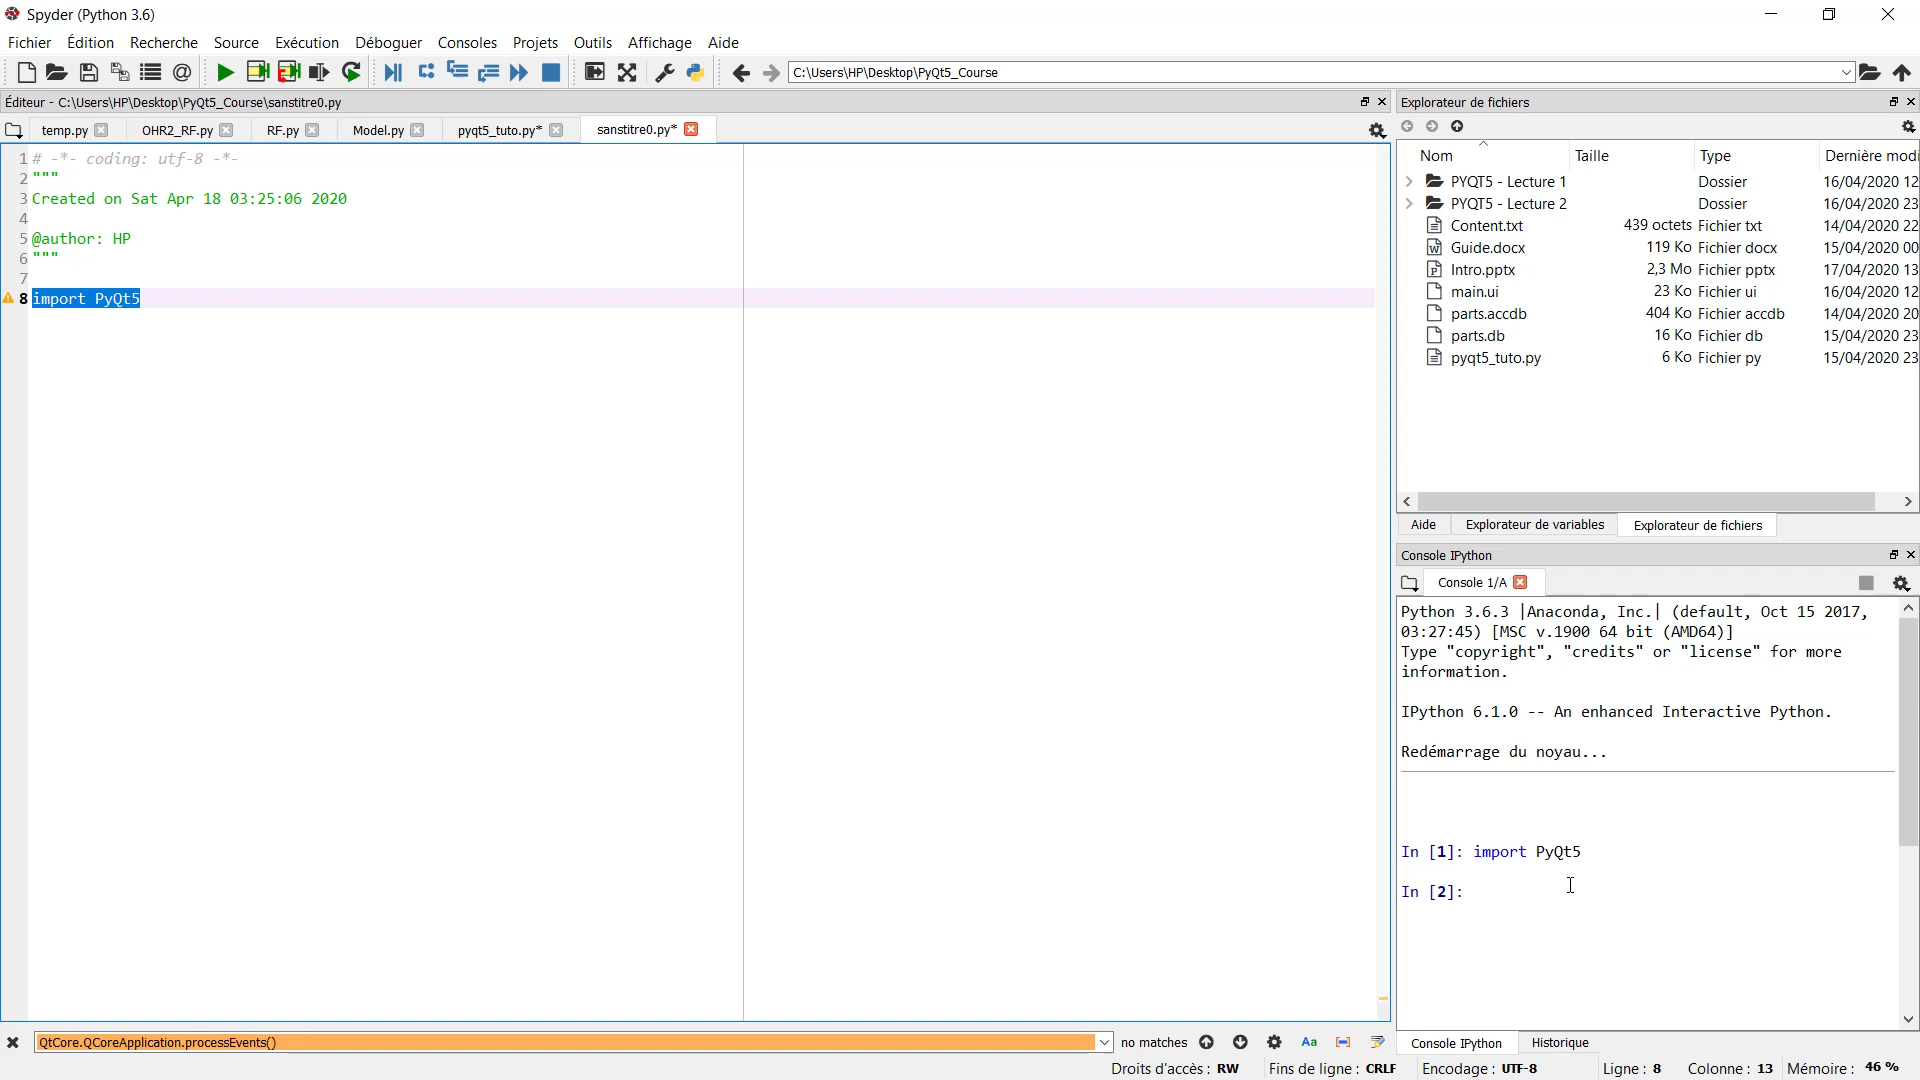 Spyder (Python 3.6)
Fichier Édition Recherche Source Exécution Déboguer Consoles Projets Outils Affichage Aide
C:\Users\HP\Desktop\PyQt5_Course
Éditeur - C:\Users\HP\Desktop\PyQt5_Course\sanstitre0.py
temp.py OHR2_RF.py RF.py Model.py pyqt5_tuto.py* sanstitre0.py*
1 # -*- coding: utf-8 -*-
2 """
3 Created on Sat Apr 18 03:25:06 2020
4
5 @author: HP
6 """
7
8 import PyQt5
Explorateur de fichiers
Nom Taille Type Dernière modi
PYQT5 - Lecture 1 Dossier 16/04/2020 12
PYQT5 - Lecture 2 Dossier 16/04/2020 23
Content.txt 439 octets Fichier txt 14/04/2020 22
Guide.docx 119 Ko Fichier docx 15/04/2020 00
Intro.pptx 2,3 Mo Fichier pptx 17/04/2020 13
main.ui 23 Ko Fichier ui 16/04/2020 12
parts.accdb 404 Ko Fichier accdb 14/04/2020 20
parts.db 16 Ko Fichier db 15/04/2020 23
pyqt5_tuto.py 6 Ko Fichier py 15/04/2020 23
Aide Explorateur de variables Explorateur de fichiers
Console IPython
Console 1/A
Python 3.6.3 |Anaconda, Inc.| (default, Oct 15 2017,
03:27:45) [MSC v.1900 64 bit (AMD64)]
Type "copyright", "credits" or "license" for more
information.
IPython 6.1.0 -- An enhanced Interactive Python.
Redémarrage du noyau...
In [1]: import PyQt5
In [2]:
QtCore.QCoreApplication.processEvents() no matches Aa
Console IPython Historique
Droits d'accès : RW Fins de ligne : CRLF Encodage : UTF-8 Ligne : 8 Colonne : 13 Mémoire : 46 %